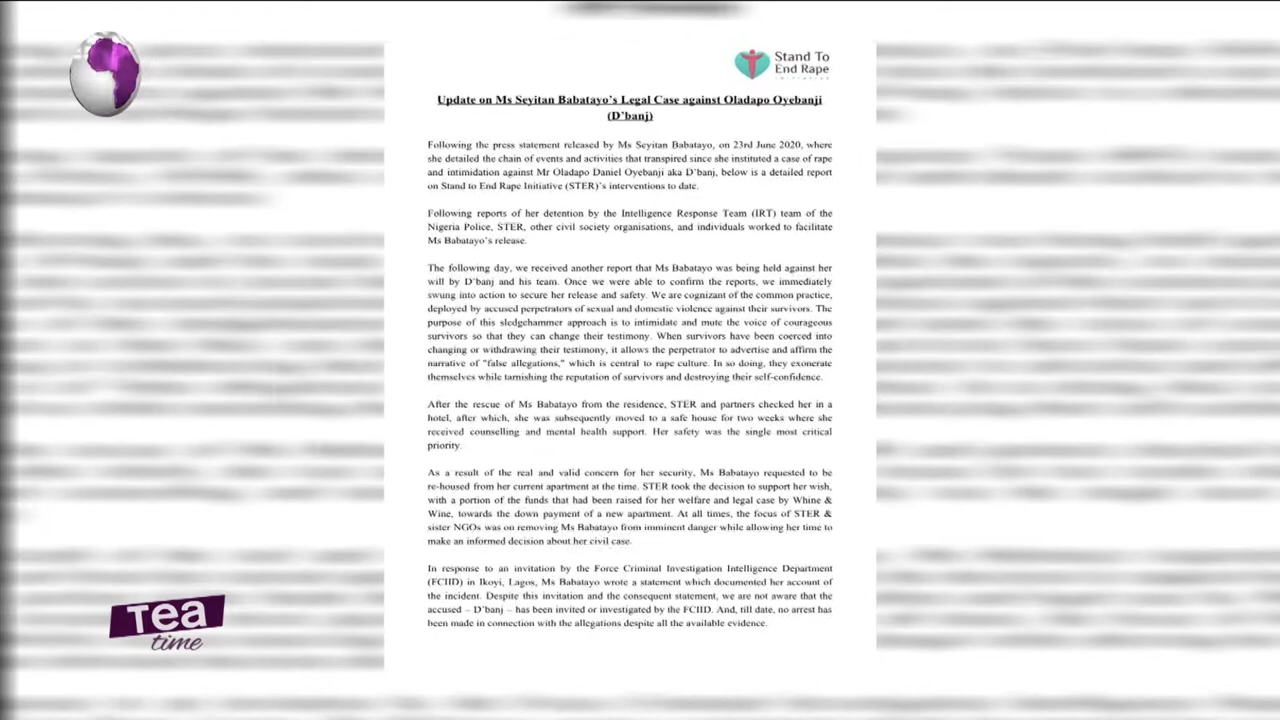 Stand To
End Rape
Update on Ms Seyitan Babatayo's Legal Case against Oladapo Oyebanji
(D'banj)
Following the press statement released by Ms Seyitan Babatayo, on 23rd June 2020, where
she detailed the chain of events and activities that transpired since she instituted a case of rape
and intimidation against Mr Oladapo Daniel Oyebanji aka D'banj, below is a detailed report
on Stand to End Rape Initiative (STER)'s interventions to date.
Following reports of her detention by the Intelligence Response Team (IRT) team of the
Nigeria Police, STER, other civil society organisations, and individuals worked to facilitate
Ms Babatayo's release.
The following day, we received another report that Ms Babatayo was being held against her
will by D'banj and his team. Once we were able to confirm the reports, we immediately
swung into action to secure her release and safety. We are cognizant of the common practice,
deployed by accused perpetrators of sexual and domestic violence against their survivors. The
purpose of this sledgehammer approach is to intimidate and mute the voice of courageous
survivors so that they can change their testimony. When survivors have been coerced into
changing or withdrawing their testimony, it allows the perpetrator to advertise and affirm the
narrative of "false allegations," which is central to rape culture. In so doing, they exonerate
themselves while tarnishing the reputation of survivors and destroying their self-confidence.
After the rescue of Ms Babatayo from the residence, STER and partners checked her in a
hotel, after which, she was subsequently moved to a safe house for two weeks where she
received counselling and mental health support. Her safety was the single most critical
priority.
As a result of the real and valid concern for her security, Ms Babatayo requested to be
re-housed from her current apartment at the time. STER took the decision to support her wish,
with a portion of the funds that had been raised for her welfare and legal case by Whine &
Wine, towards the down payment of a new apartment. At all times, the focus of STER &
sister NGOs was on removing Ms Babatayo from imminent danger while allowing her time to
make an informed decision about her civil case.
In response to an invitation by the Force Criminal Investigation Intelligence Department
(FCIID) in Ikoyi, Lagos, Ms Babatayo wrote a statement which documented her account of
the incident. Despite this invitation and the consequent statement, we are not aware that the
accused – D'banj – has been invited or investigated by the FCIID. And, till date, no arrest has
been made in connection with the allegations despite all the available evidence.
Tea
time